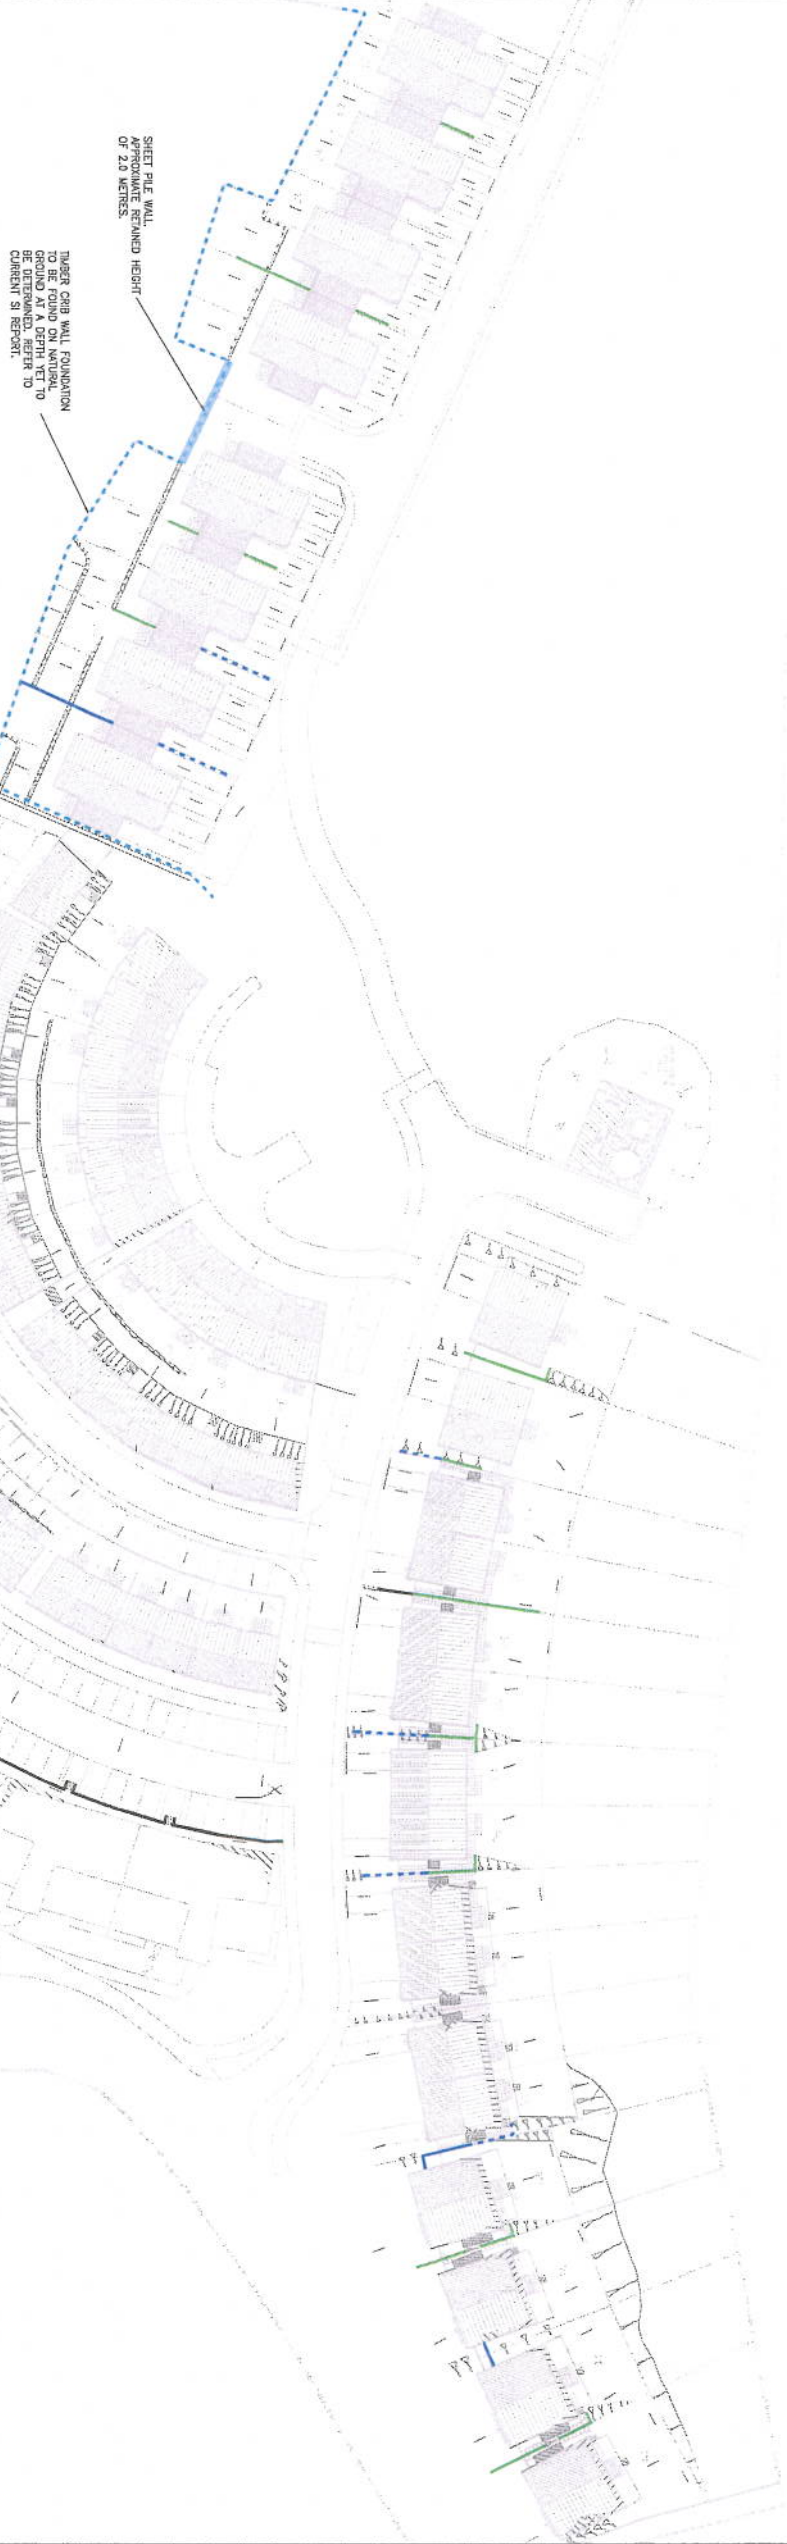 SHEET PILE WALL.
APPROXIMATE RETAINED HEIGHT
OF 2.0 METRES.
TIMBER CRIB WALL FOUNDATION
TO BE FOUND ON NATURAL
GROUND AT A DEPTH YET TO
BE DETERMINED. REFER TO
CURRENT SI REPORT.